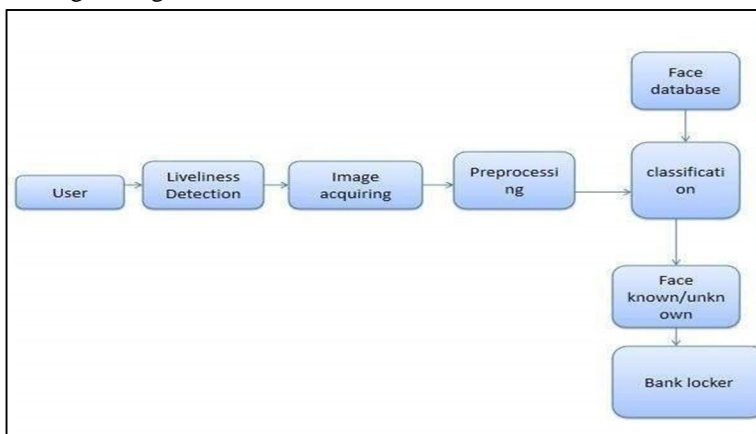 Face
database
User
Liveliness
Detection
Image
acquiring
Preprocessi
ng
classificati
on
Face
known/unkn
own
Bank locker